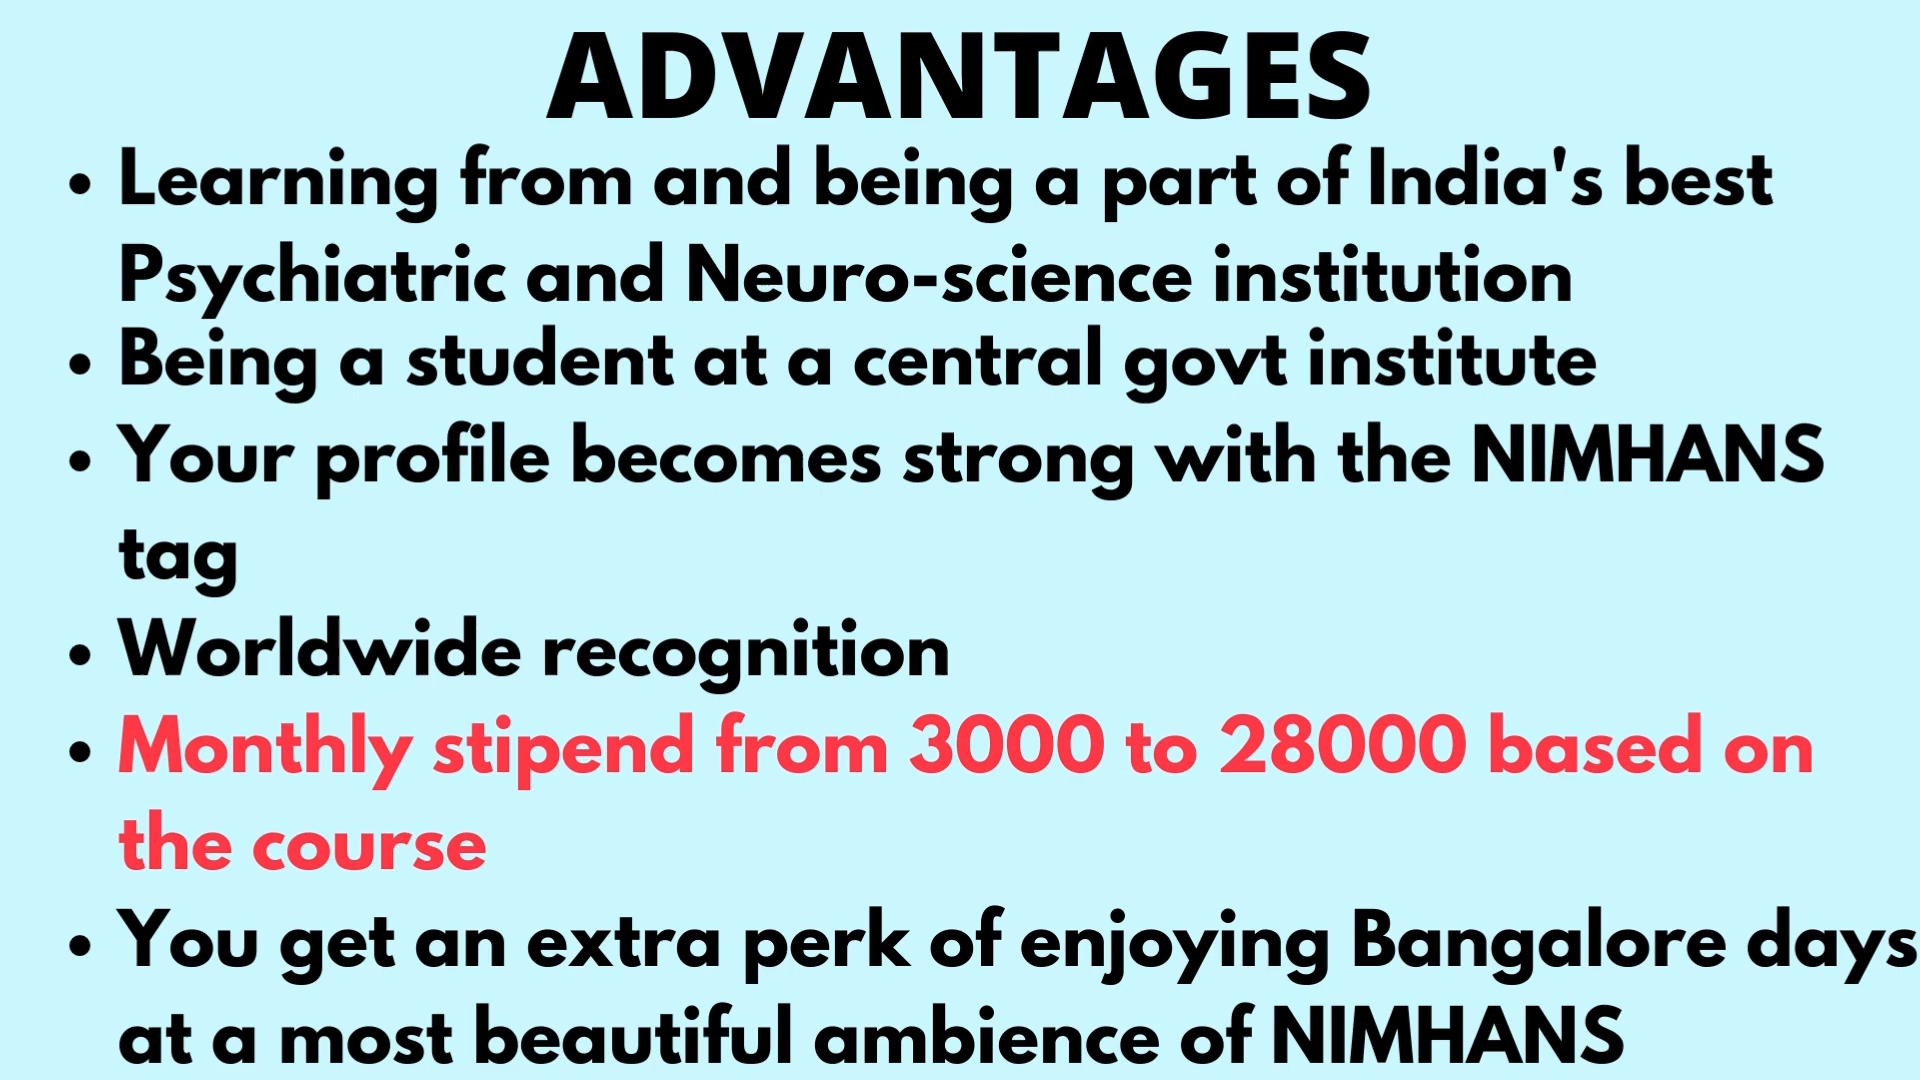 ADVANTAGES
• Learning from and being a part of India's best
Psychiatric and Neuro-science institution
• Being a student at a central govt institute
• Your profile becomes strong with the NIMHANS
tag
• Worldwide recognition
• Monthly stipend from 3000 to 28000 based on
the course
• You get an extra perk of enjoying Bangalore days
at a most beautiful ambience of NIMHANS